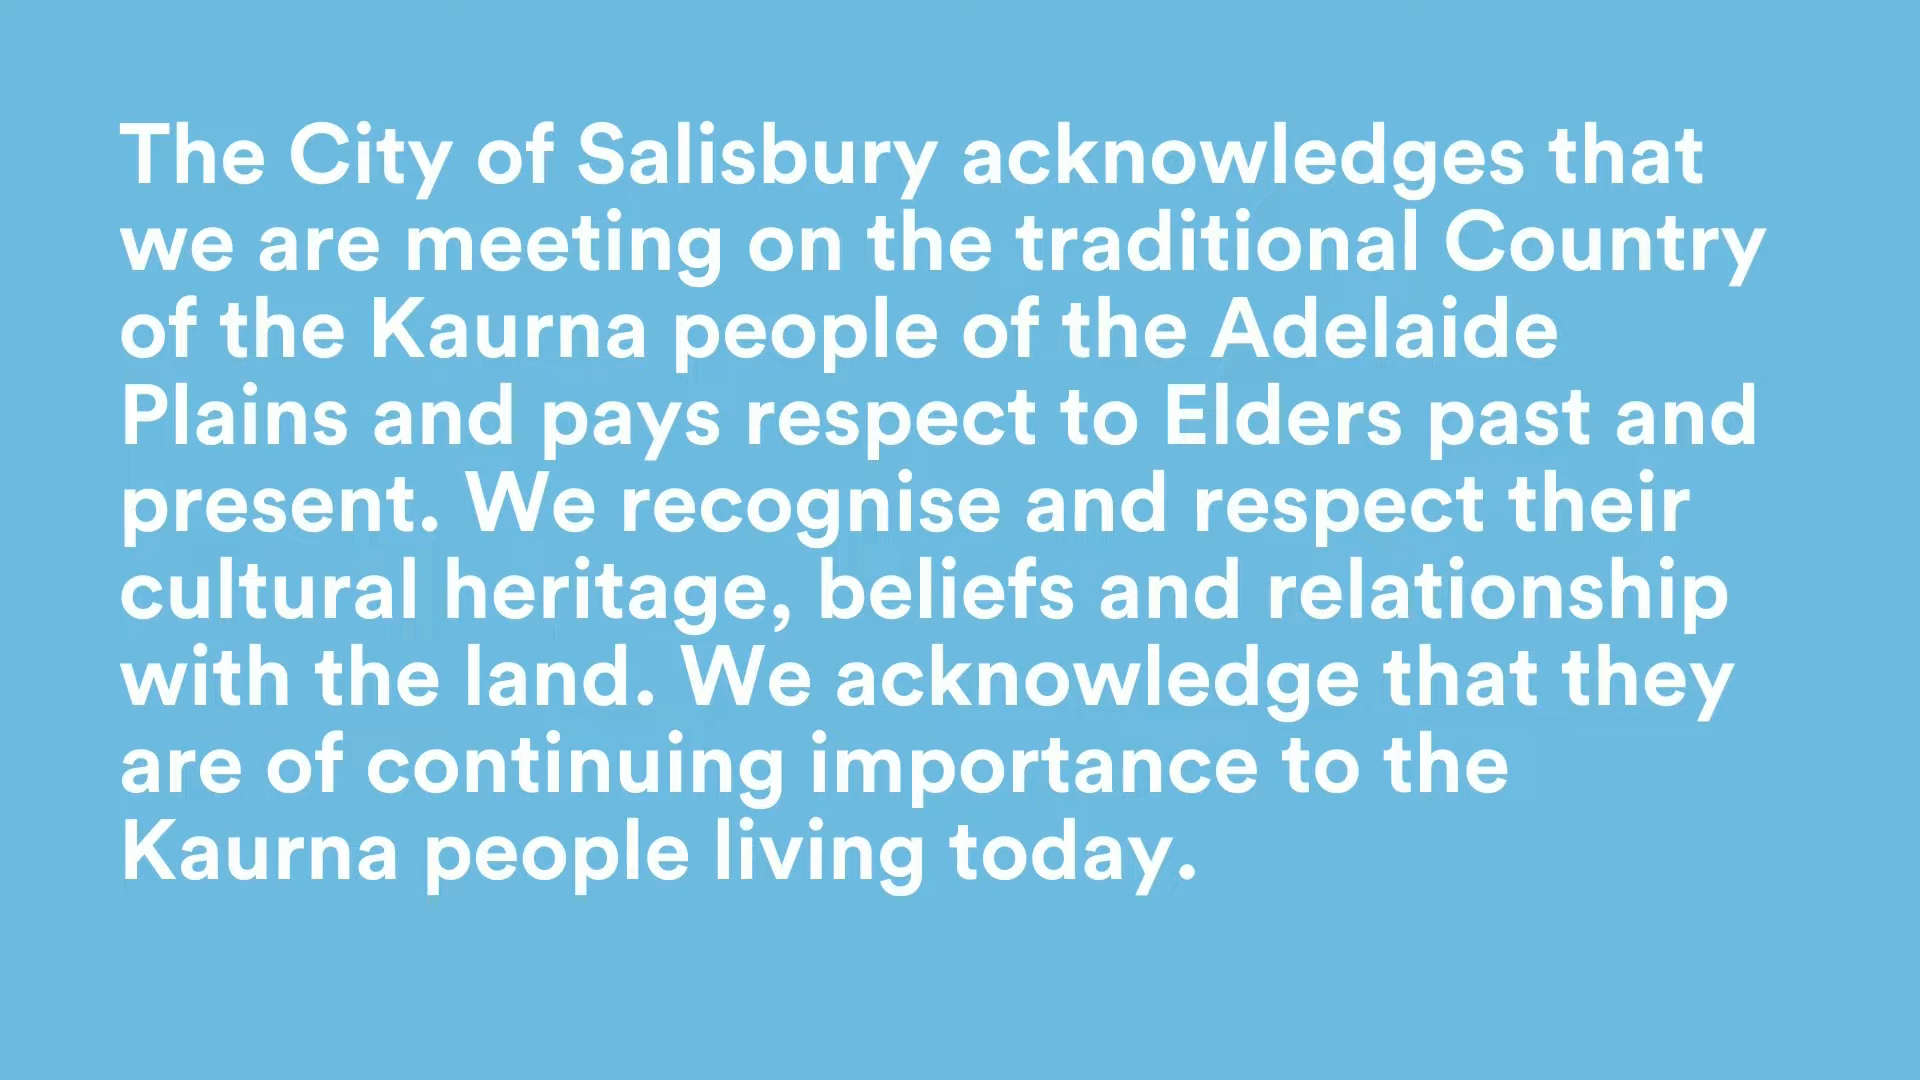 The City of Salisbury acknowledges that
we are meeting on the traditional Country
of the Kaurna people of the Adelaide
Plains and pays respect to Elders past and
present. We recognise and respect their
cultural heritage, beliefs and relationship
with the land. We acknowledge that they
are of continuing importance to the
Kaurna people living today.